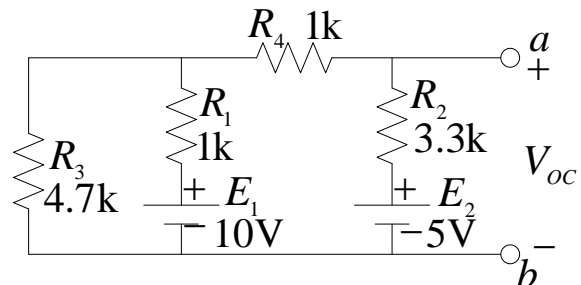 R4 1k
a
+
R1
1k
R2
3.3k
R3
4.7k
VOC
+
E1
− 10V
+
E2
−5V
b −